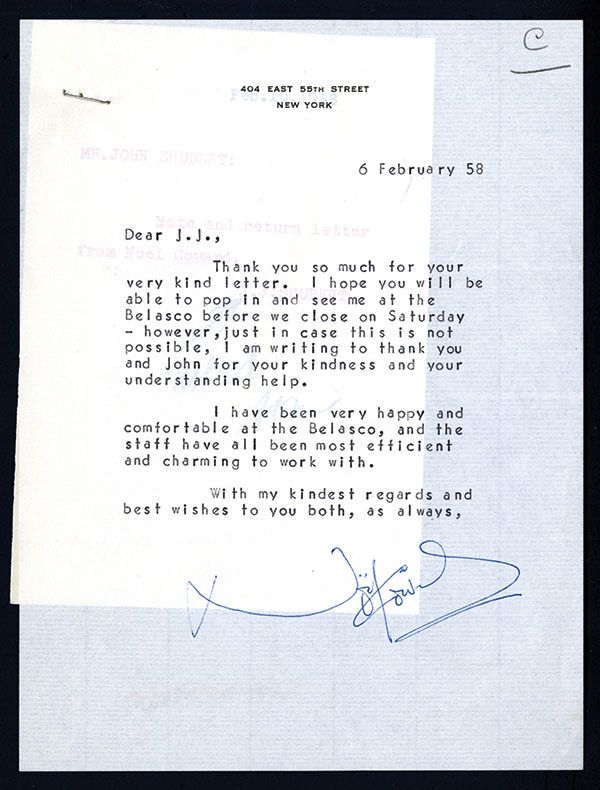 C
404 EAST 55TH STREET
NEW YORK
MR. JOHN SHUBERT:
6 February 58
Note and return letter
Dear J.J.,
from Noel Coward.
Thank you so much for your
very kind letter. I hope you will be
able to pop in and see me at the
Belasco before we close on Saturday
- however,just in case this is not
possible, I am writing to thank you
and John for your kindness and your
understanding help.
I have been very happy and
comfortable at the Belasco, and the
staff have all been most efficient
and charming to work with.
With my kindest regards and
best wishes to you both, as always,
Noël Coward